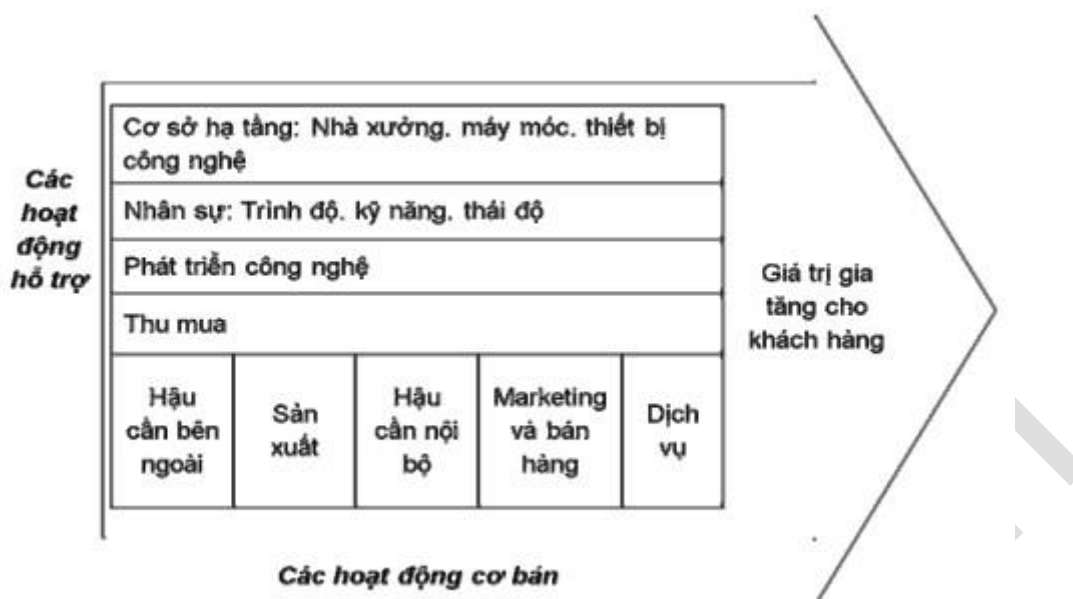 Các
hoạt
động
hỗ trợ
Cơ sở hạ tầng: Nhà xưởng, máy móc, thiết bị
công nghệ
Nhân sự: Trình độ, kỹ năng, thái độ
Phát triển công nghệ
Thu mua
Hậu
cần bên
ngoài
Sản
xuất
Hậu
cần nội
bộ
Marketing
và bán
hàng
Dịch
vụ
Giá trị gia
tăng cho
khách hàng
Các hoạt động cơ bản